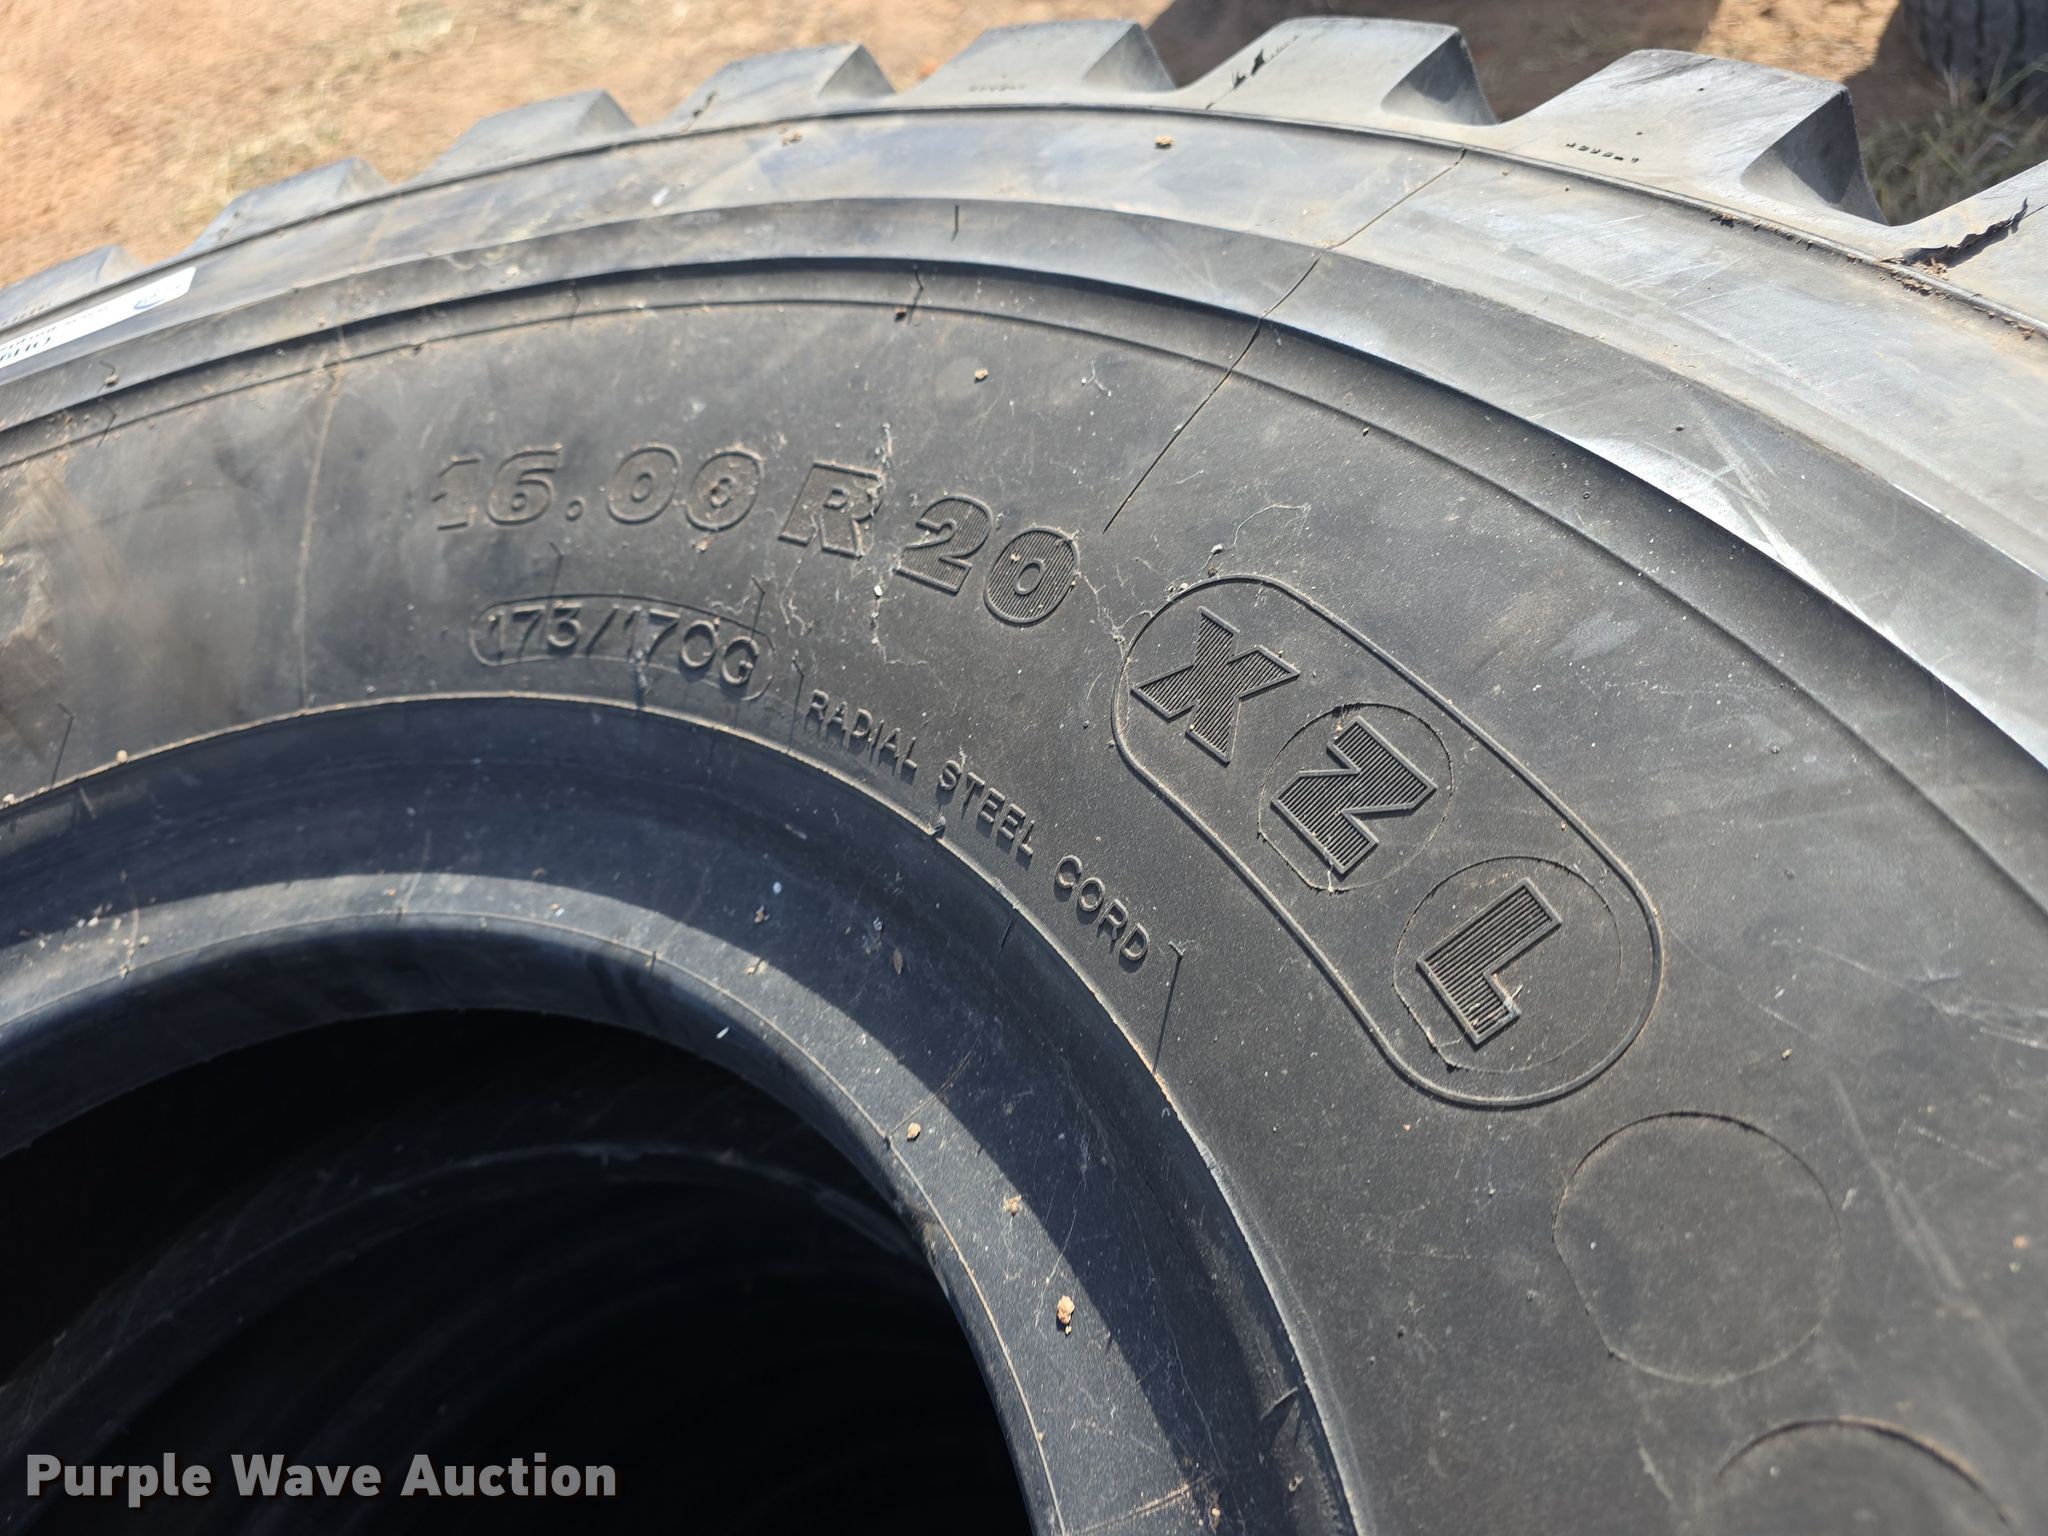 16.00 R 20
173/170G
RADIAL STEEL CORD
XZL
Purple Wave Auction